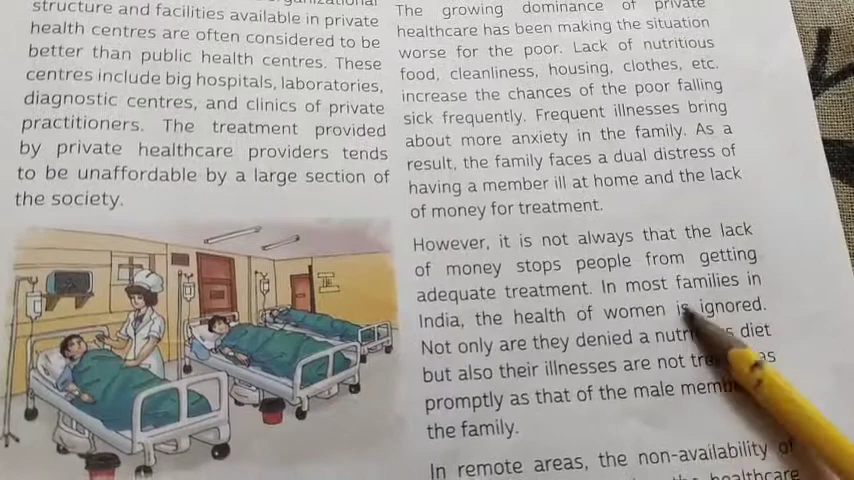 structure and facilities available in private
health centres are often considered to be
better than public health centres. These
centres include big hospitals, laboratories,
diagnostic centres, and clinics of private
practitioners. The treatment provided
by private healthcare providers tends
to be unaffordable by a large section of
the society.
The growing dominance of private
healthcare has been making the situation
worse for the poor. Lack of nutritious
food, cleanliness, housing, clothes, etc.
increase the chances of the poor falling
sick frequently. Frequent illnesses bring
about more anxiety in the family. As a
result, the family faces a dual distress of
having a member ill at home and the lack
of money for treatment.
However, it is not always that the lack
of money stops people from getting
adequate treatment. In most families in
India, the health of women is ignored.
Not only are they denied a diet
but also their illnesses are not as
promptly as that of the male
the family.
In remote areas, the non-availability of
healthcare